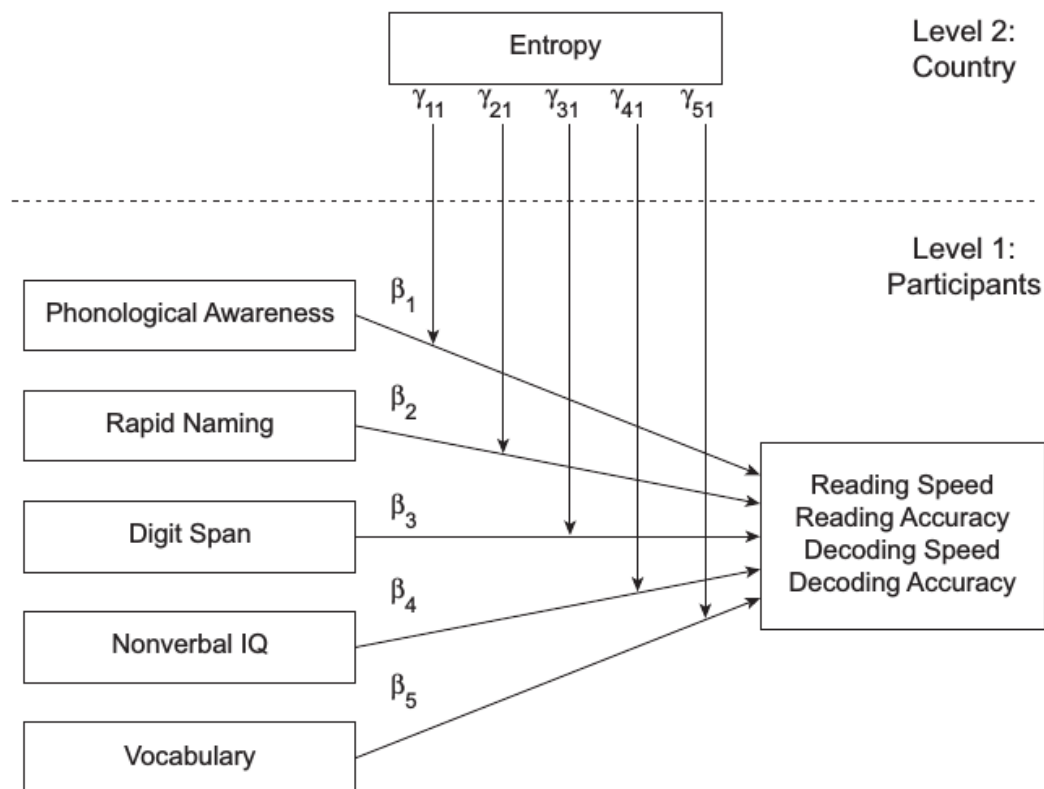 Entropy
Level 2:
Country
γ11 γ21 γ31 γ41 γ51
Level 1:
Participants
Phonological Awareness
β1
Rapid Naming
β2
Digit Span
β3
Nonverbal IQ
β4
Vocabulary
β5
Reading Speed
Reading Accuracy
Decoding Speed
Decoding Accuracy